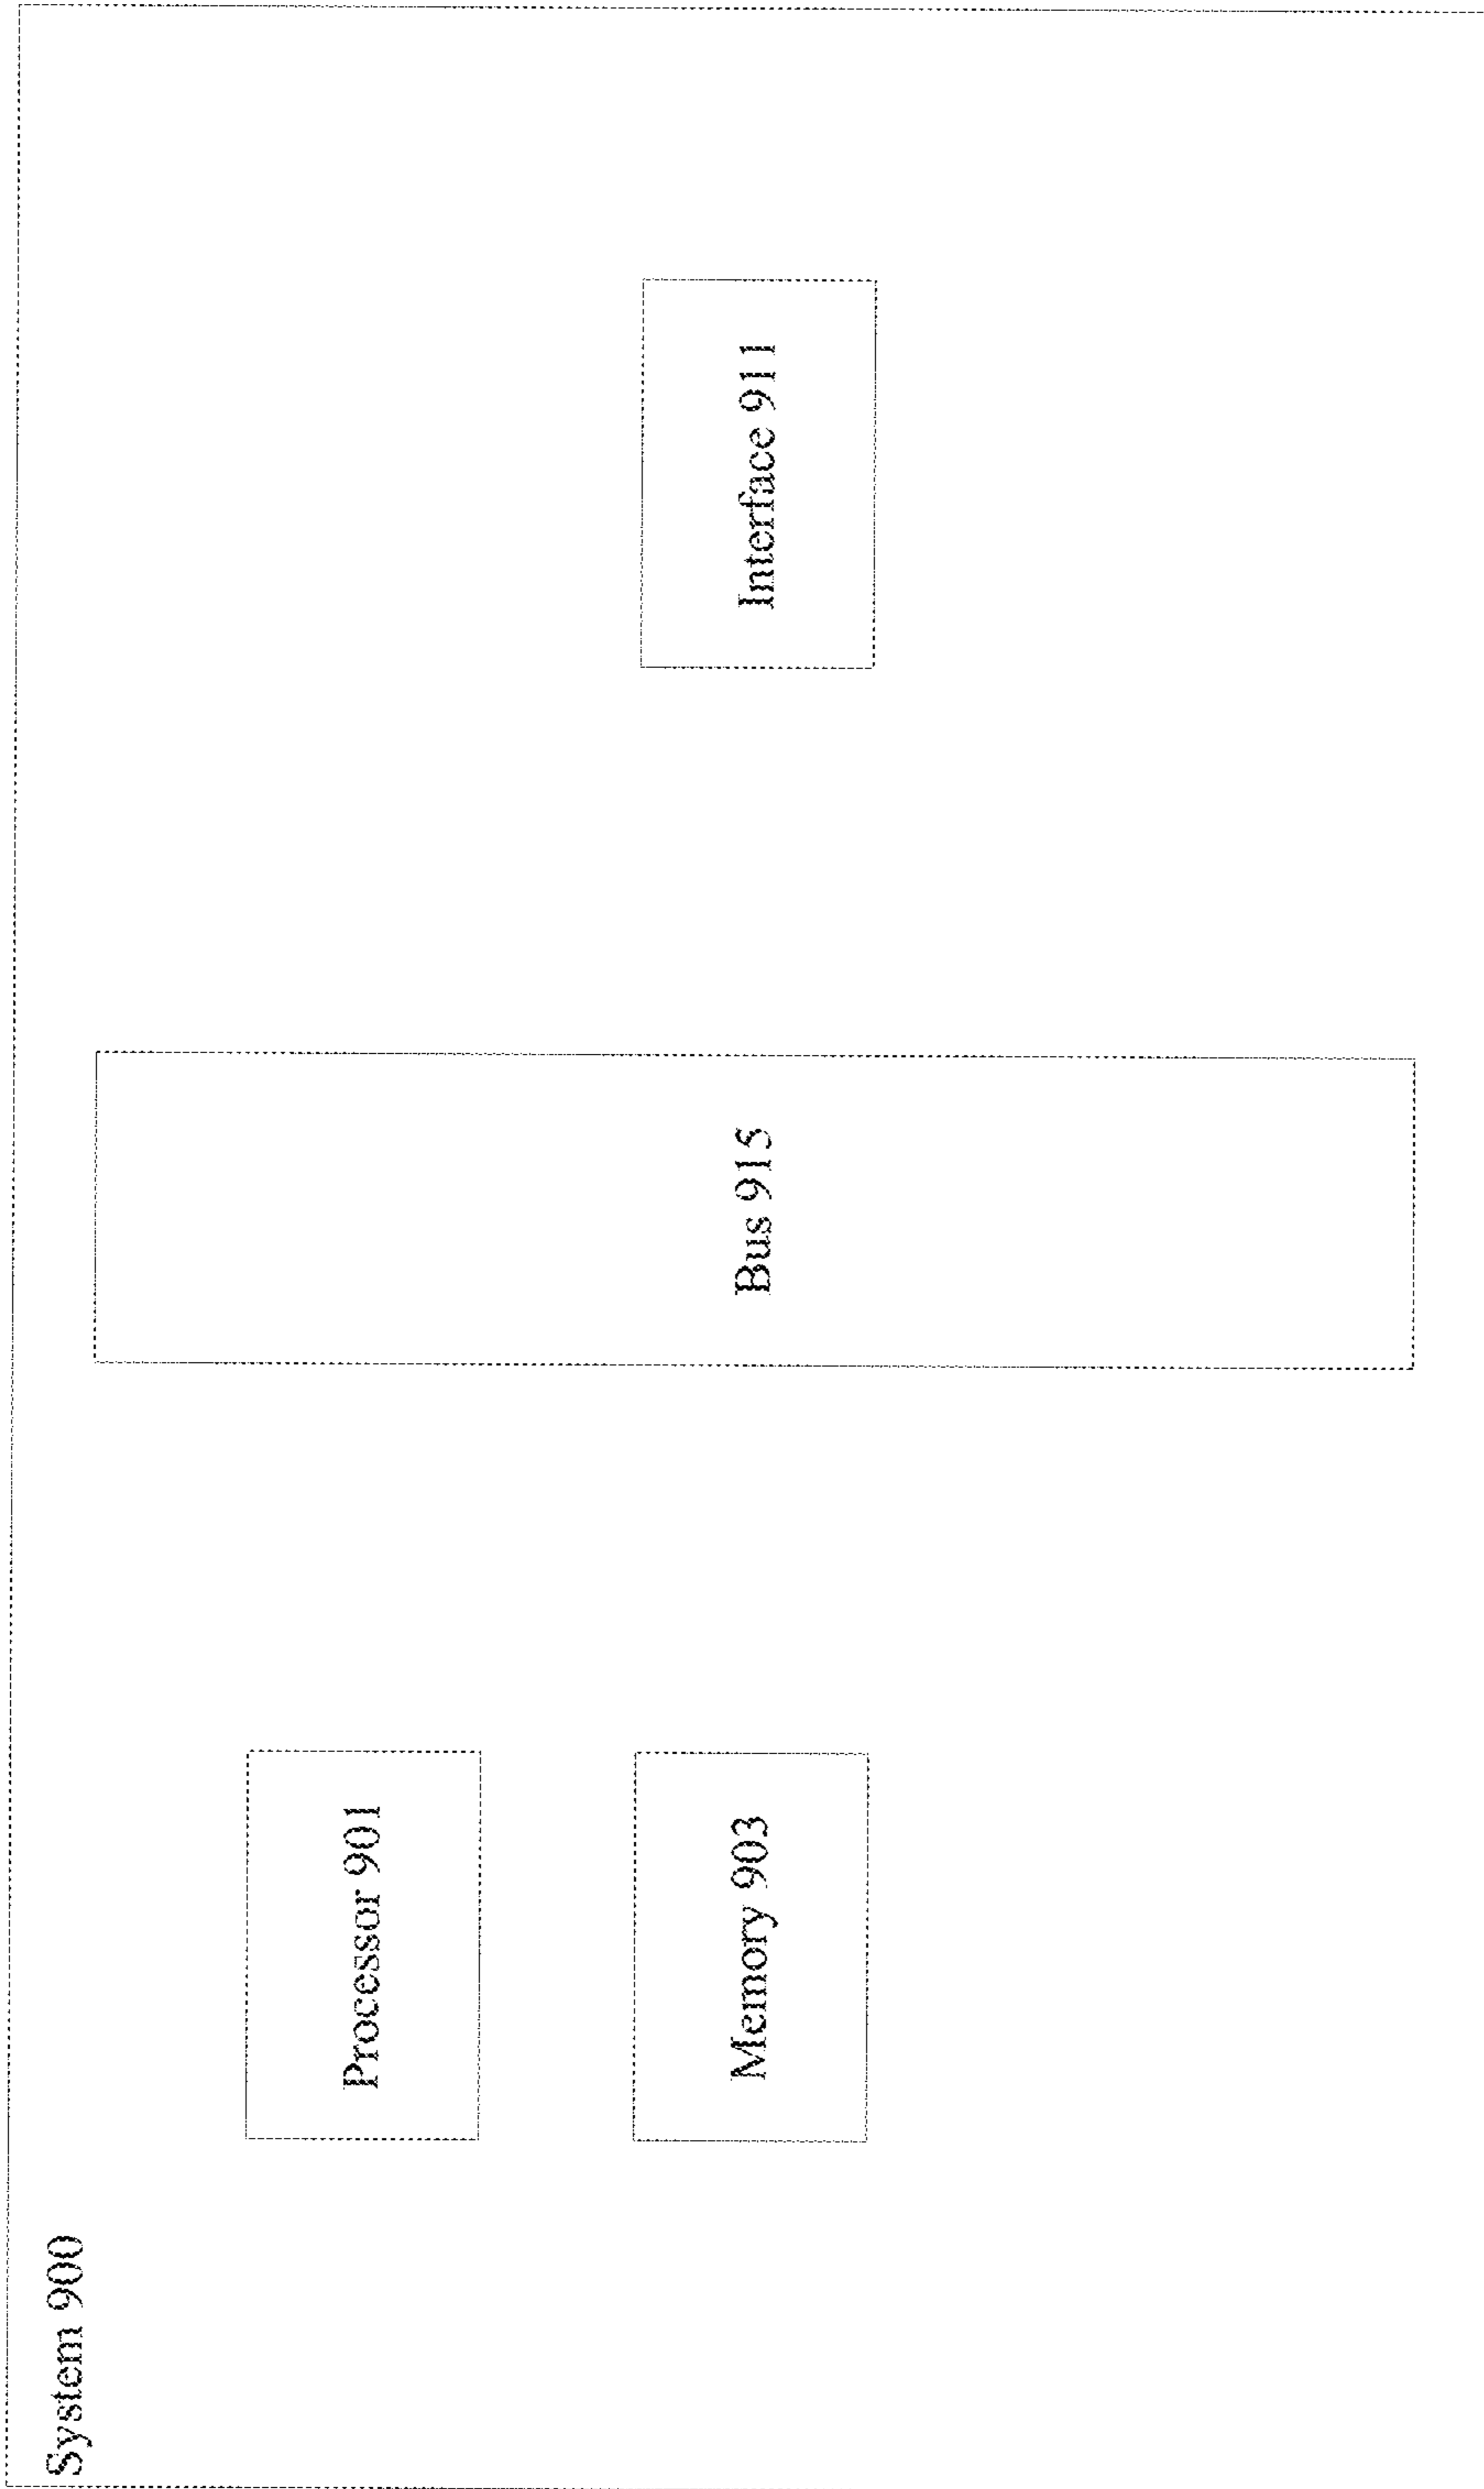 System 900
Processor 901
Memory 903
Bus 915
Interface 911